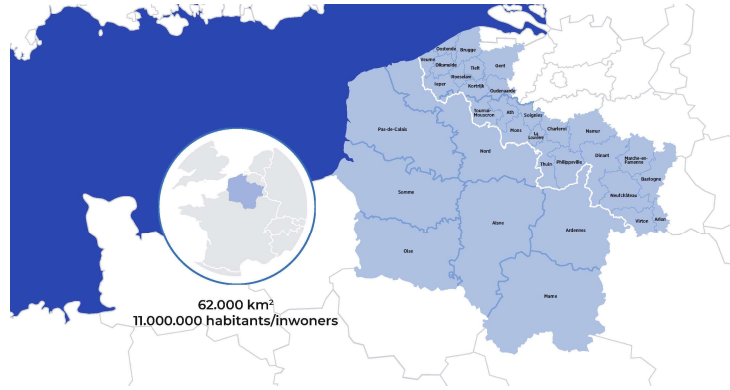 Oostende
Brugge
Veurne
Diksmuide
Tielt
Gent
Roeselare
Ieper
Kortrijk
Oudenaarde
Tournai-
Mouscron
Ath
Soignies
Mons
La
Louvière
Charleroi
Namur
Pas-de-Calais
Nord
Thuin
Philippeville
Dinant
Marche-en-
Famenne
Bastogne
Neufchâteau
Virton
Arlon
Somme
Aisne
Ardennes
Oise
Marne
62.000 km²
11.000.000 habitants/inwoners